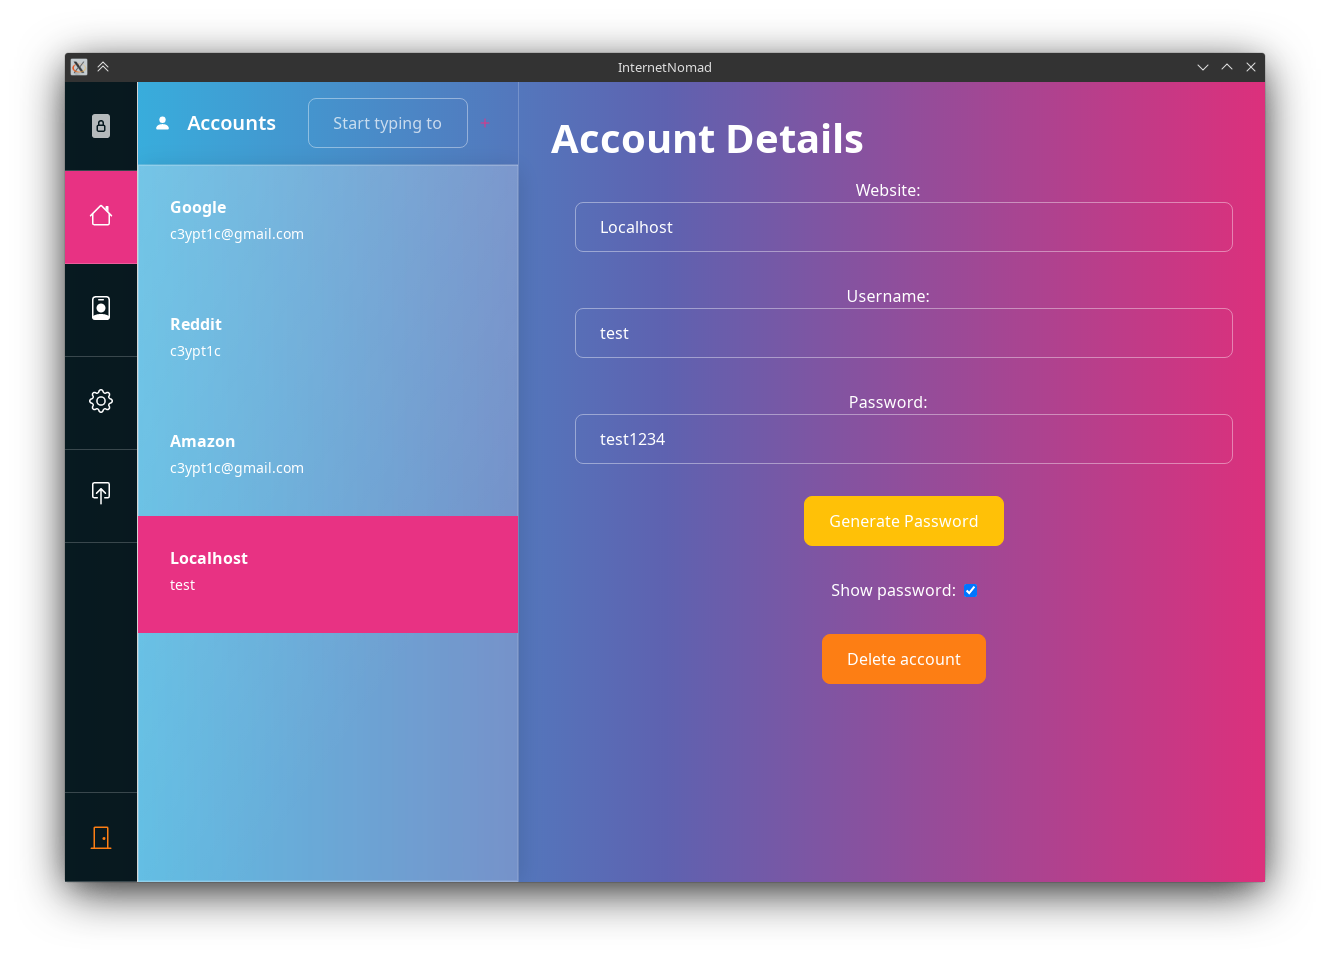 InternetNomad
Accounts
Start typing to
+
Google
c3ypt1c@gmail.com
Reddit
c3ypt1c
Amazon
c3ypt1c@gmail.com
Localhost
test
Account Details
Website:
Localhost
Username:
test
Password:
test1234
Generate Password
Show password:
Delete account